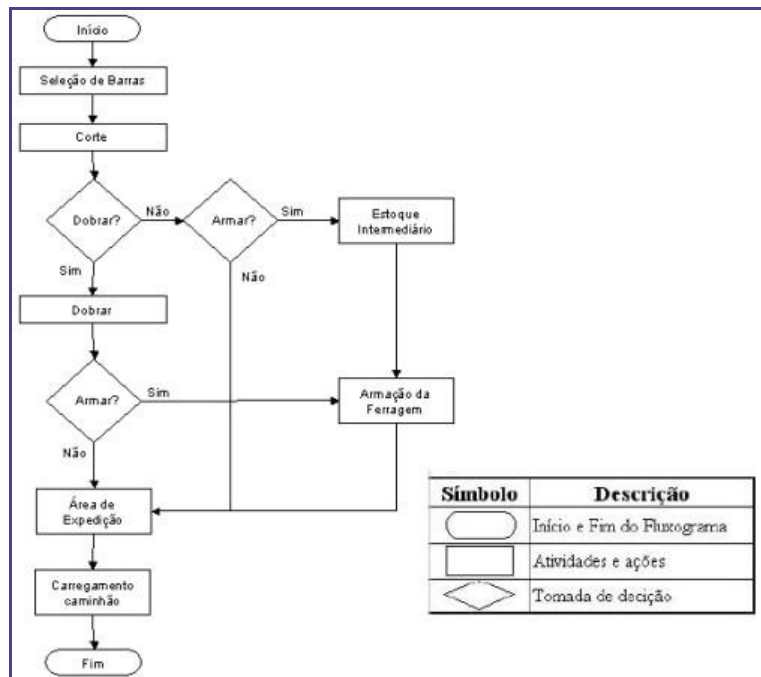 Início
Seleção de Barras
Corte
Dobrar?
Não
Armar?
Sim
Estoque
Intermediário
Sim
Não
Dobrar
Armar?
Sim
Armação da
Ferragem
Não
Área de
Expedição
Carregamento
caminhão
Fim
Símbolo
Descrição
Início e Fim do Fluxograma
Atividades e ações
Tomada de decição